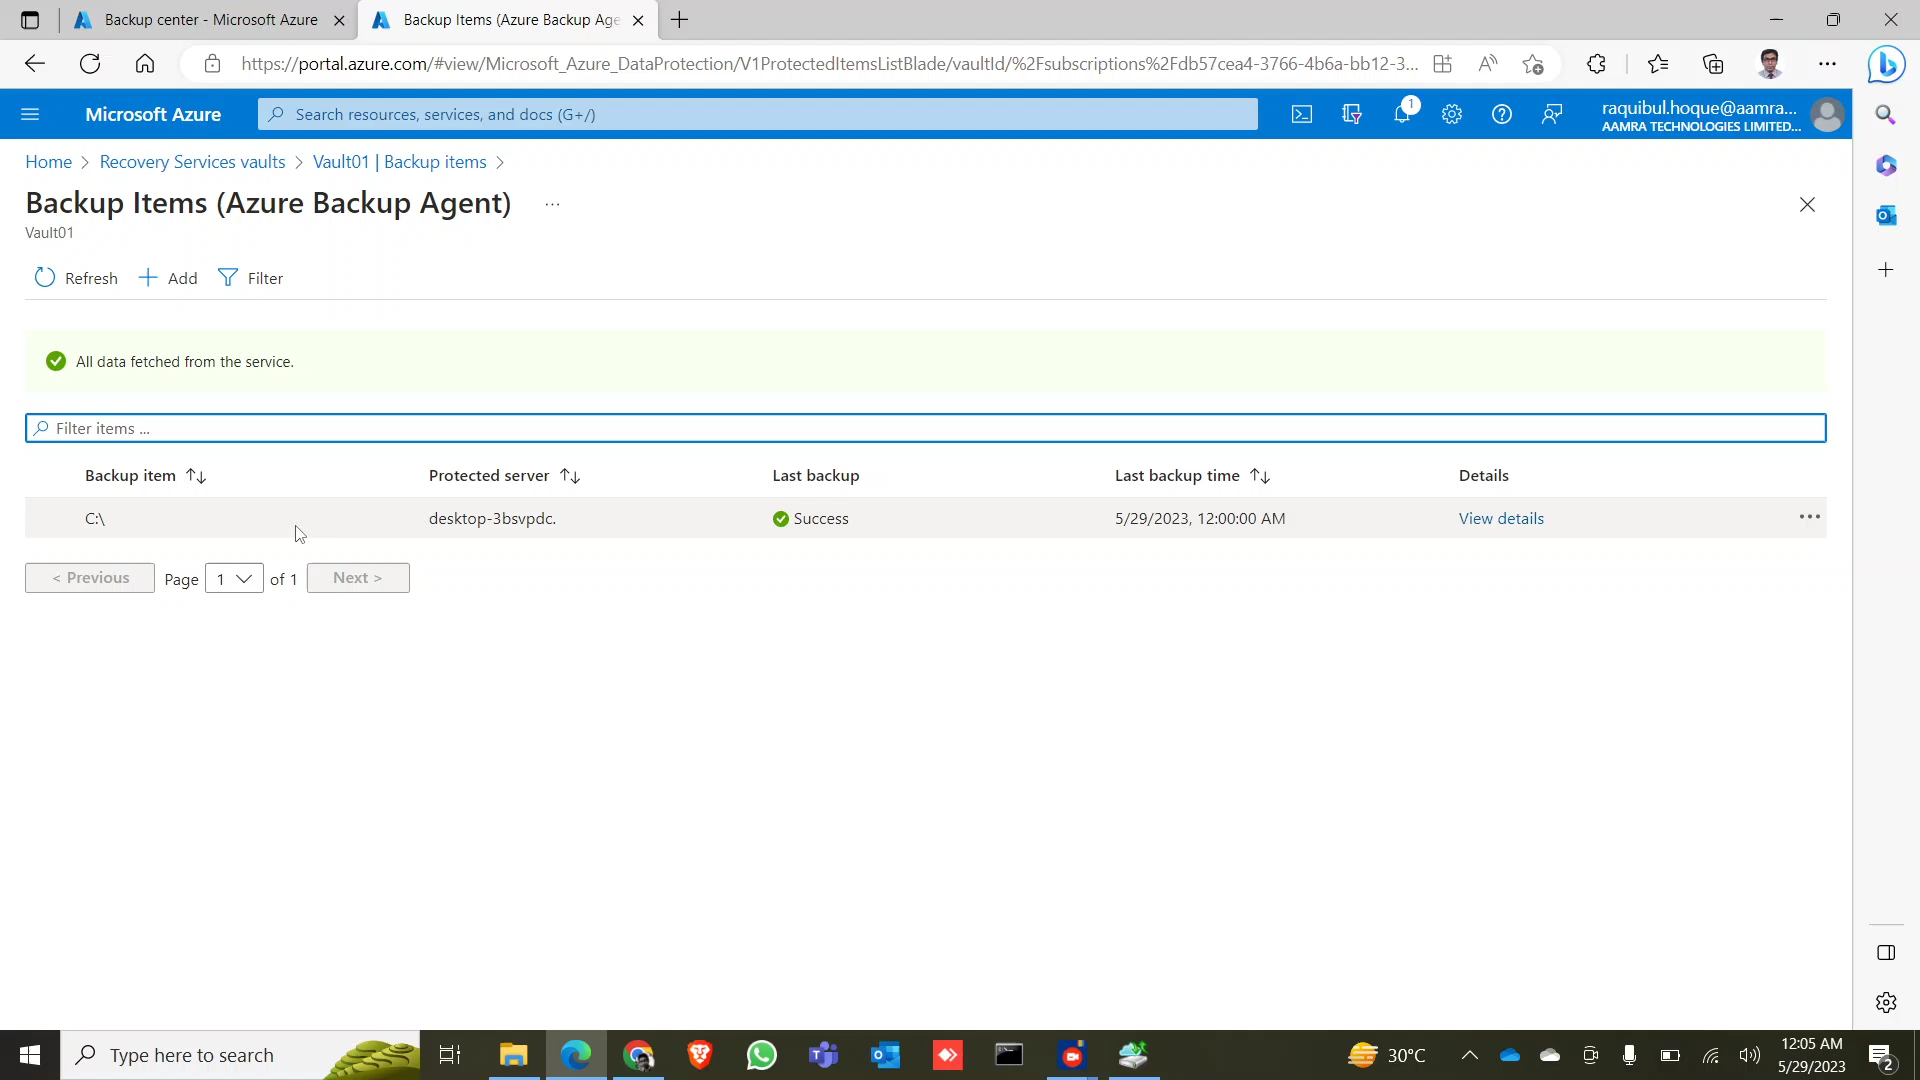 Backup center - Microsoft Azure
Backup Items (Azure Backup Age
https://portal.azure.com/#view/Microsoft_Azure_DataProtection/V1ProtectedItemsListBlade/vaultId/%2Fsubscriptions%2Fdb57cea4-3766-4b6a-bb12-3...
Microsoft Azure
Search resources, services, and docs (G+/)
1
raquibul.hoque@aamra...
AAMRA TECHNOLOGIES LIMITED...
Home > Recovery Services vaults > Vault01 | Backup items >
Backup Items (Azure Backup Agent) ...
Vault01
Refresh
Add
Filter
All data fetched from the service.
Filter items ...
Backup item Protected server Last backup Last backup time Details
C:\ desktop-3bsvpdc. Success 5/29/2023, 12:00:00 AM View details
< Previous Page 1 of 1 Next >
Type here to search
30°C
12:05 AM
5/29/2023
2